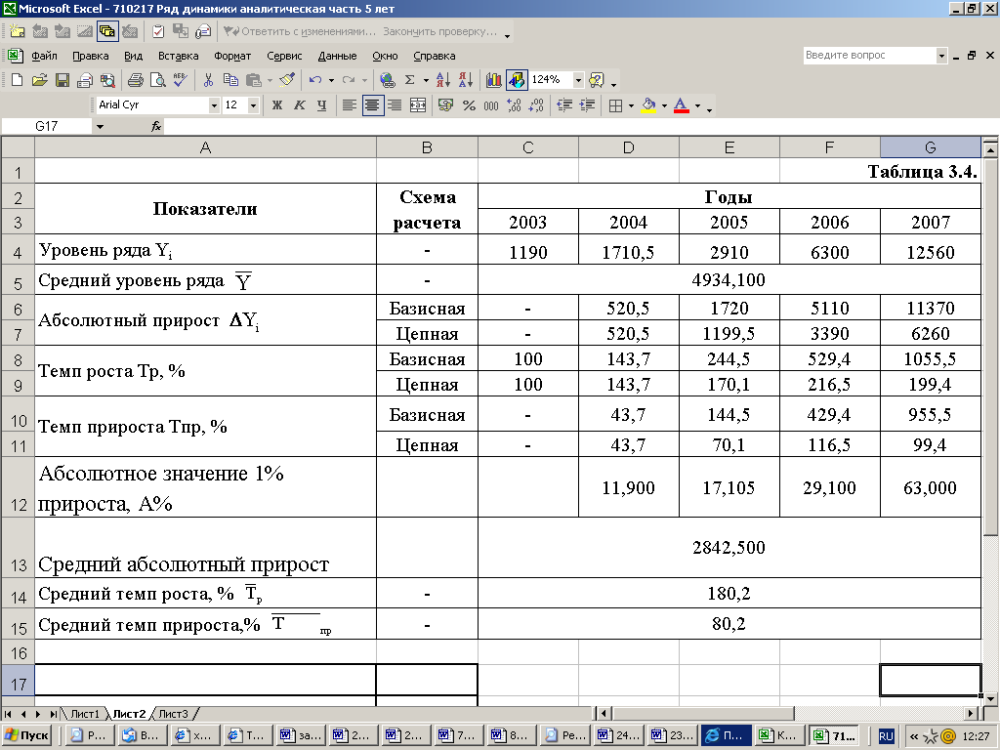 Microsoft Excel - 710217 Ряд динамики аналитическая часть 5 лет
Ответить с изменениями... Закончить проверку...
Файл Правка Вид Вставка Формат Сервис Данные Окно Справка Введите вопрос
124%
Arial Cyr 12 Ж К Ч % 000
G17 fx
A B C D E F G
1 Таблица 3.4.
2 Показатели Схема Годы
3 расчета 2003 2004 2005 2006 2007
4 Уровень ряда Yi - 1190 1710,5 2910 6300 12560
5 Средний уровень ряда Y̅ - 4934,100
6 Абсолютный прирост ΔYi Базисная - 520,5 1720 5110 11370
7 Цепная - 520,5 1199,5 3390 6260
8 Темп роста Тр, % Базисная 100 143,7 244,5 529,4 1055,5
9 Цепная 100 143,7 170,1 216,5 199,4
10 Темп прироста Тпр, % Базисная - 43,7 144,5 429,4 955,5
11 Цепная - 43,7 70,1 116,5 99,4
Абсолютное значение 1%
12 прироста, А% 11,900 17,105 29,100 63,000
13 Средний абсолютный прирост 2842,500
14 Средний темп роста, % T̅р - 180,2
15 Средний темп прироста,% T̅пр - 80,2
16
17
Лист1 Лист2 Лист3
Пуск Р... В... х... Т... за... 2... 2... 7... 8... Ре... 24... 23... П... К... 71... RU « 12:27